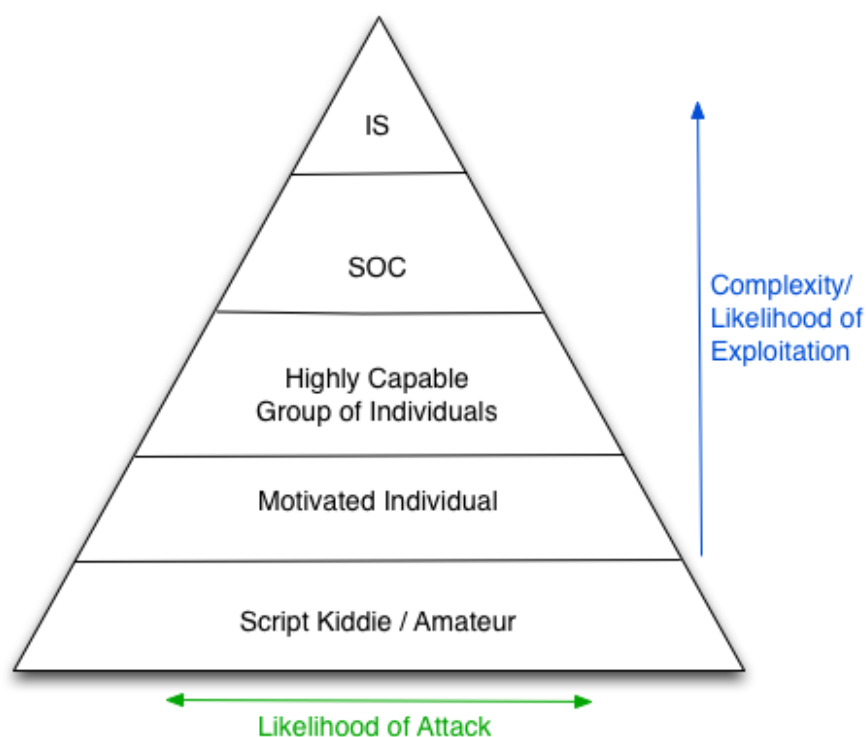 IS
SOC
Highly Capable
Group of Individuals
Motivated Individual
Script Kiddie / Amateur
Complexity/
Likelihood of
Exploitation
Likelihood of Attack